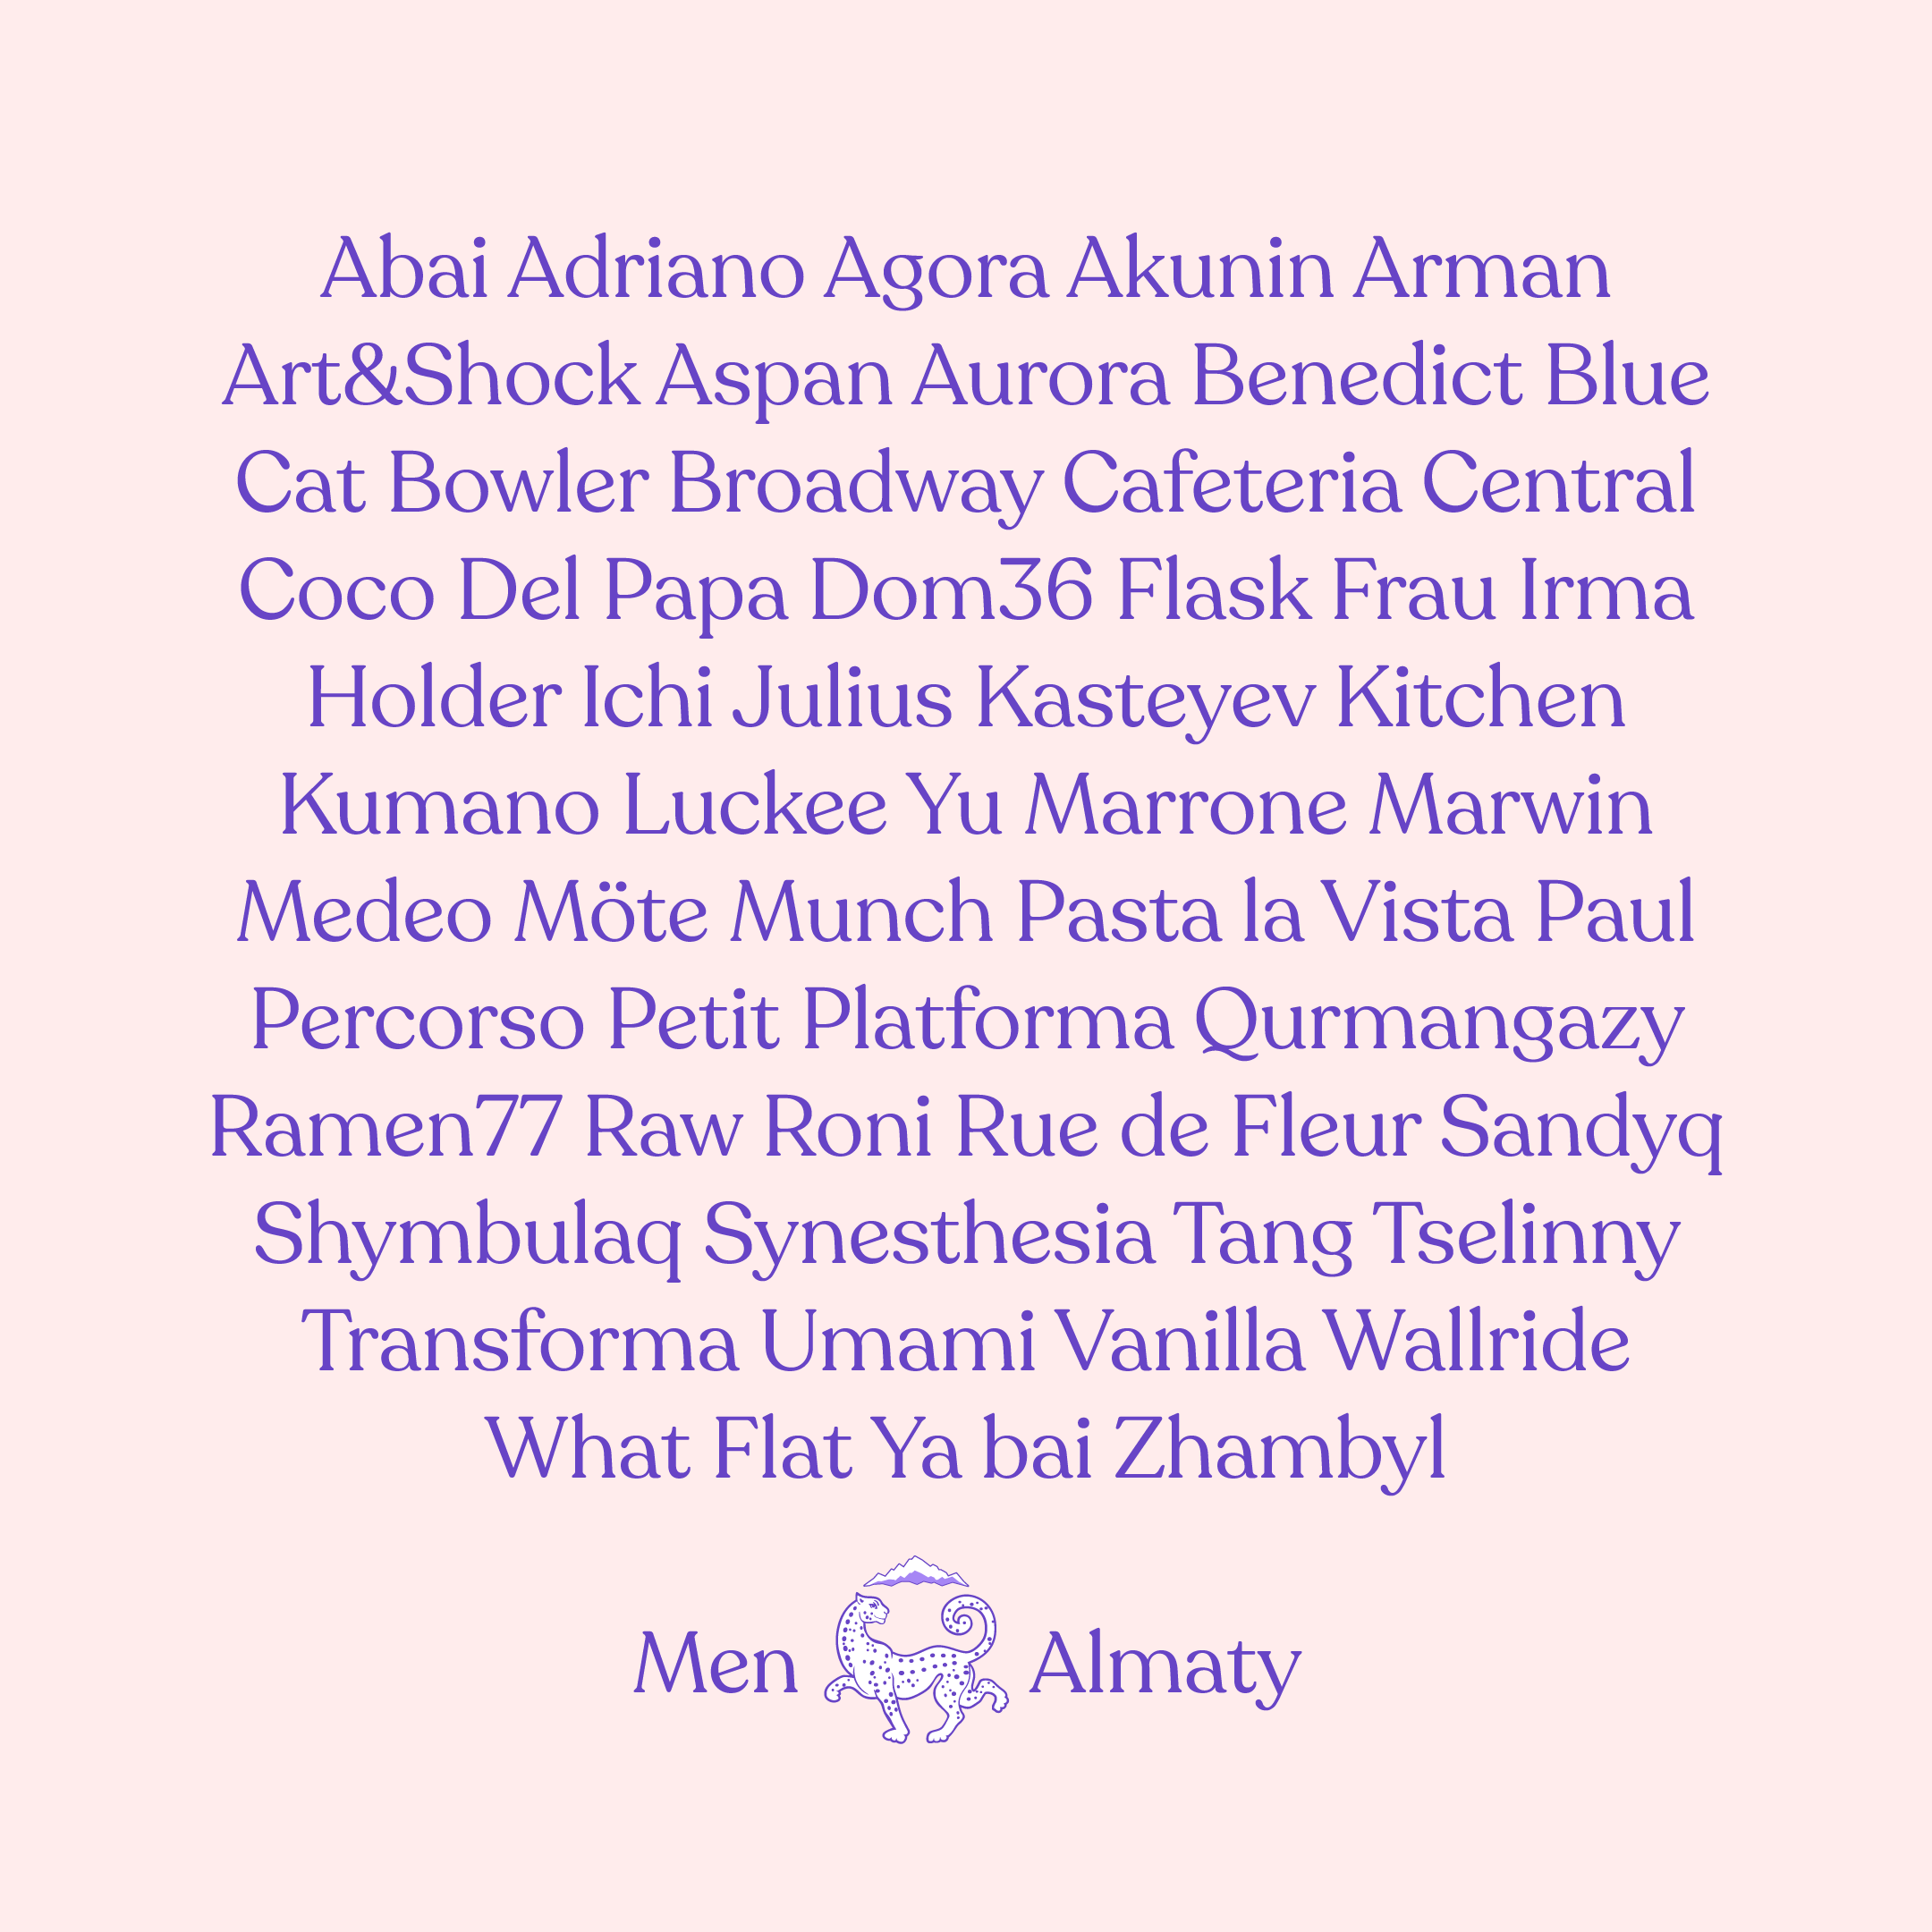 Abai Adriano Agora Akunin Arman
Art&Shock Aspan Aurora Benedict Blue
Cat Bowler Broadway Cafeteria Central
Coco Del Papa Dom36 Flask Frau Irma
Holder Ichi Julius Kasteyev Kitchen
Kumano Luckee Yu Marrone Marwin
Medeo Möte Munch Pasta la Vista Paul
Percorso Petit Platforma Qurmangazy
Ramen77 Raw Roni Rue de Fleur Sandyq
Shymbulaq Synesthesia Tang Tselinny
Transforma Umami Vanilla Wallride
What Flat Ya bai Zhambyl
Men Almaty